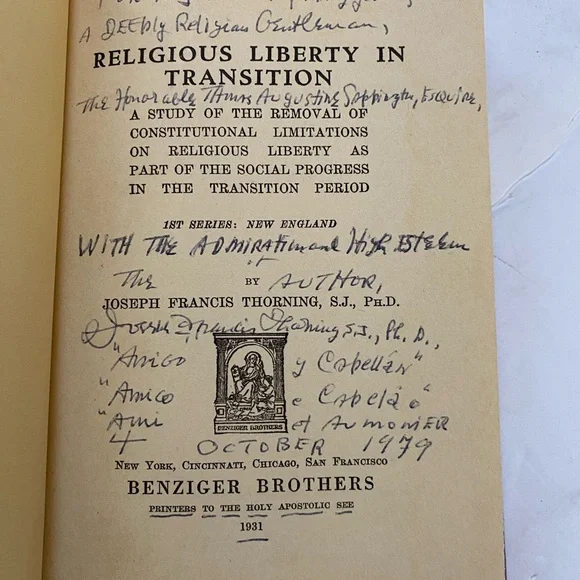 A DEEPly Religious Gentleman,
RELIGIOUS LIBERTY IN
TRANSITION
The Honorable Augustine Esquire,
A STUDY OF THE REMOVAL OF
CONSTITUTIONAL LIMITATIONS
ON RELIGIOUS LIBERTY AS
PART OF THE SOCIAL PROGRESS
IN THE TRANSITION PERIOD
1ST SERIES: NEW ENGLAND
WITH THE ADMIRATION and High ESTEEM
of
The BY AUTHOR,
JOSEPH FRANCIS THORNING, S.J., PH.D.
Joseph Francis Thorning S.J., Ph. D.,
"Amigo y Capellán"
"Amico e
"Ami et AUMONIER
BENZIGER BROTHERS
4 OCTOBER 1979
NEW YORK, CINCINNATI, CHICAGO, SAN FRANCISCO
BENZIGER BROTHERS
PRINTERS TO THE HOLY APOSTOLIC SEE
1931